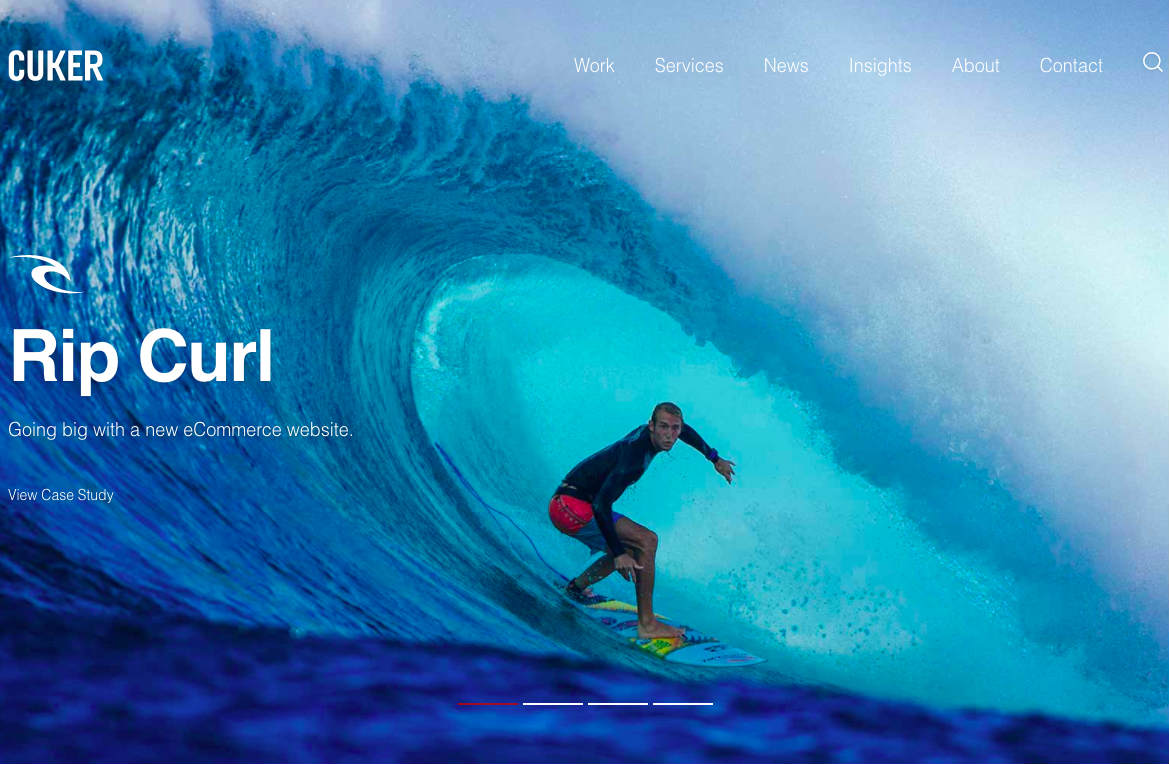 CUKER
Work Services News Insights About Contact
Rip Curl
Going big with a new eCommerce website.
View Case Study